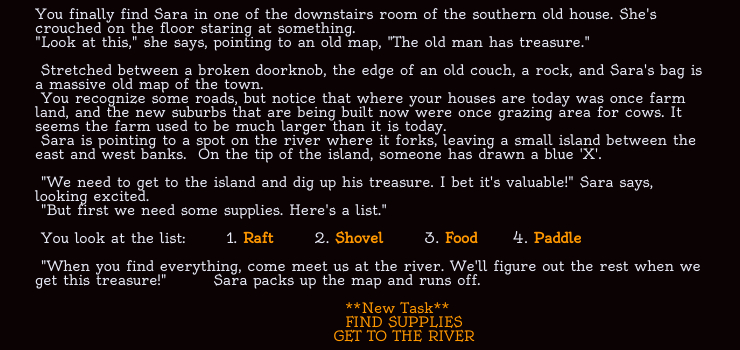 You finally find Sara in one of the downstairs room of the southern old house. She's
crouched on the floor staring at something.
"Look at this," she says, pointing to an old map, "The old man has treasure."
Stretched between a broken doorknob, the edge of an old couch, a rock, and Sara's bag is
a massive old map of the town.
You recognize some roads, but notice that where your houses are today was once farm
land, and the new suburbs that are being built now were once grazing area for cows. It
seems the farm used to be much larger than it is today.
Sara is pointing to a spot on the river where it forks, leaving a small island between the
east and west banks. On the tip of the island, someone has drawn a blue 'X'.
"We need to get to the island and dig up his treasure. I bet it's valuable!" Sara says,
looking excited.
"But first we need some supplies. Here's a list."
You look at the list: 1. Raft 2. Shovel 3. Food 4. Paddle
"When you find everything, come meet us at the river. We'll figure out the rest when we
get this treasure!" Sara packs up the map and runs off.
**New Task**
FIND SUPPLIES
GET TO THE RIVER